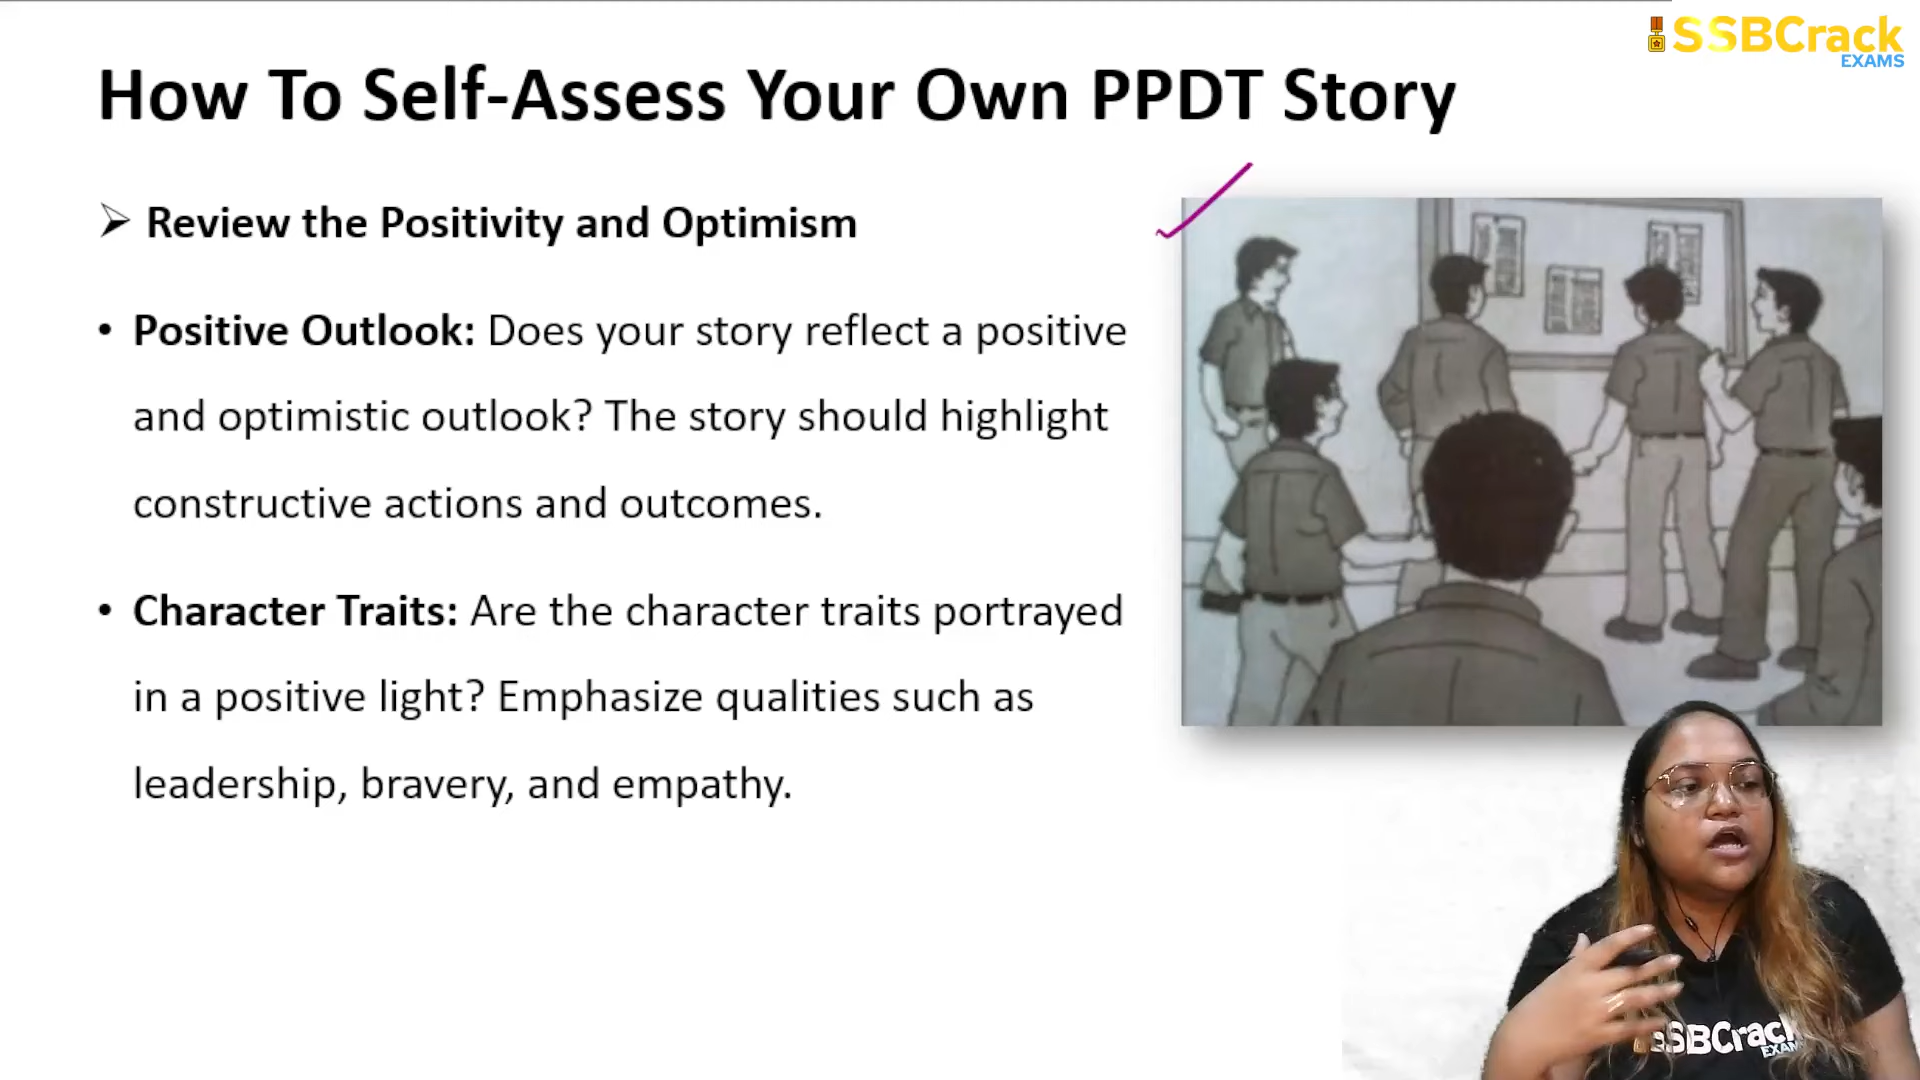 SSBCrack
EXAMS
How To Self-Assess Your Own PPDT Story
➢ Review the Positivity and Optimism
• Positive Outlook: Does your story reflect a positive
and optimistic outlook? The story should highlight
constructive actions and outcomes.
• Character Traits: Are the character traits portrayed
in a positive light? Emphasize qualities such as
leadership, bravery, and empathy.
SSBCrack
EXAM